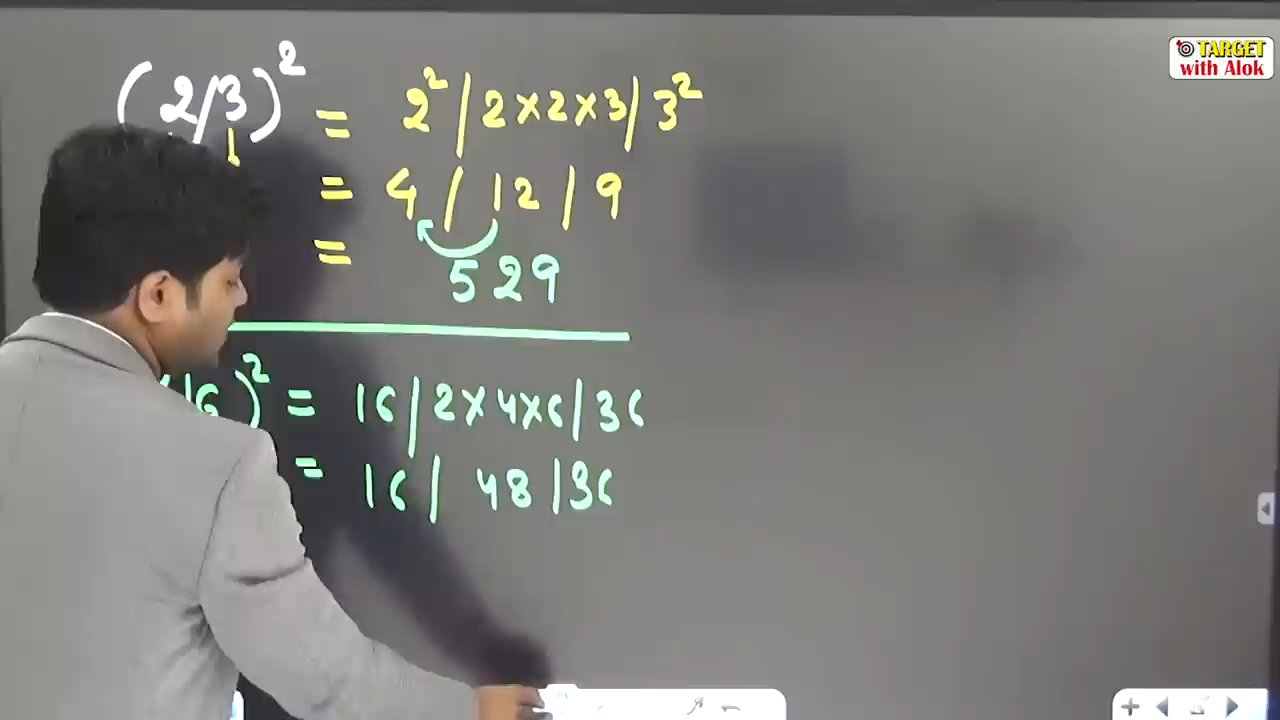 TARGET
with Alok
(2/3)² = 2² / 2×2×3 / 3²
= 4 / 12 / 9
= 529
/6)² = 16 / 2×4×6 / 36
= 16 / 48 / 36